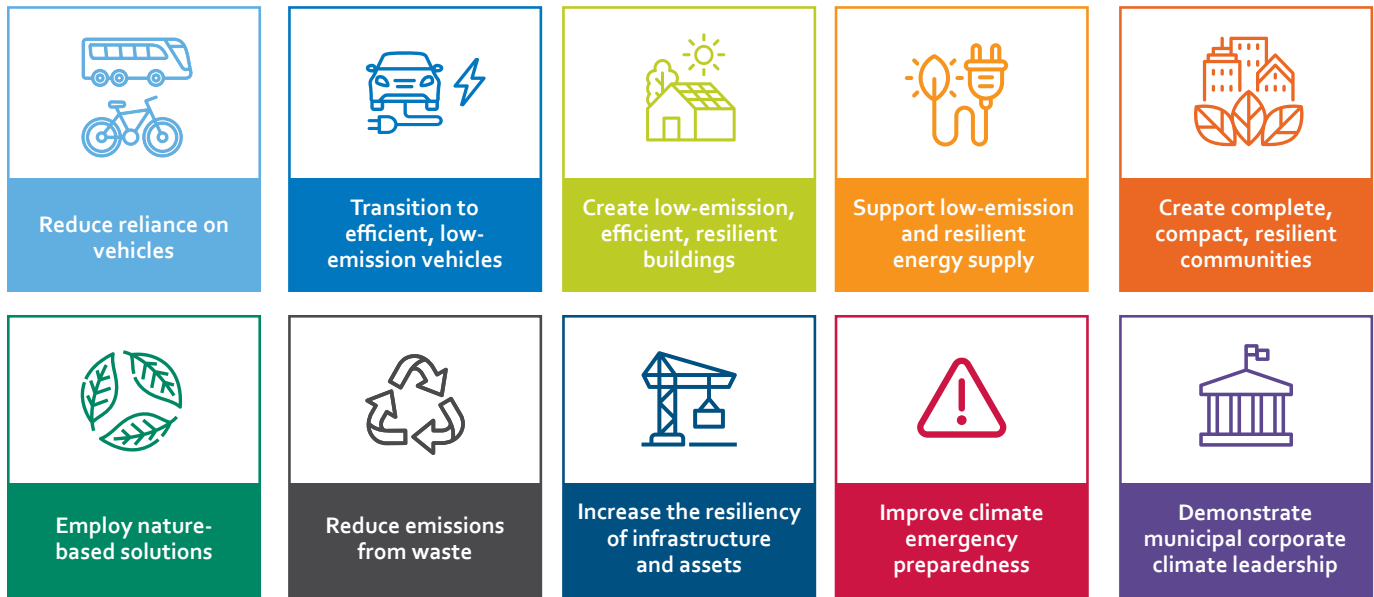 Reduce reliance on
vehicles
Transition to
efficient, low-
emission vehicles
Create low-emission,
efficient, resilient
buildings
Support low-emission
and resilient
energy supply
Create complete,
compact, resilient
communities
Employ nature-
based solutions
Reduce emissions
from waste
Increase the resiliency
of infrastructure
and assets
Improve climate
emergency
preparedness
Demonstrate
municipal corporate
climate leadership